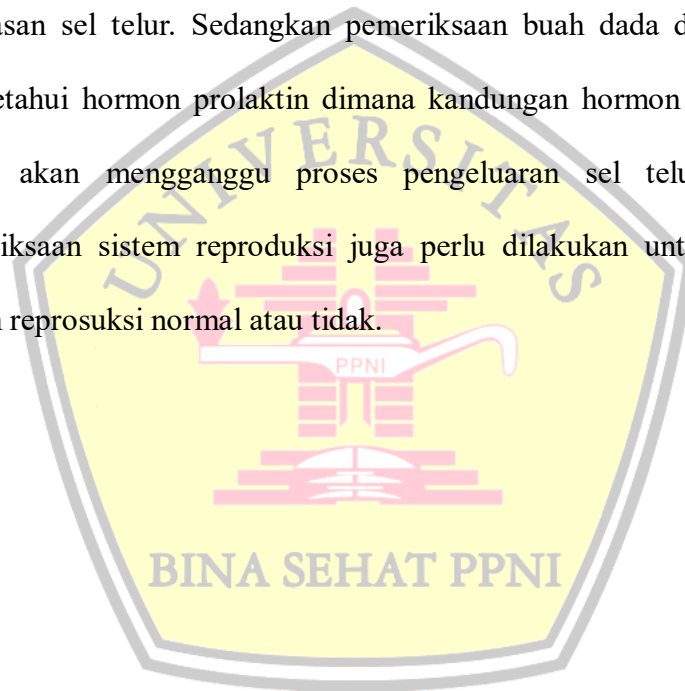 asan sel telur. Sedangkan pemeriksaan buah dada d
etahui hormon prolaktin dimana kandungan hormon
akan mengganggu proses pengeluaran sel telu
iksaan sistem reproduksi juga perlu dilakukan unt
reprosuksi normal atau tidak.
UNIVERSITAS
PPNI
BINA SEHAT PPNI